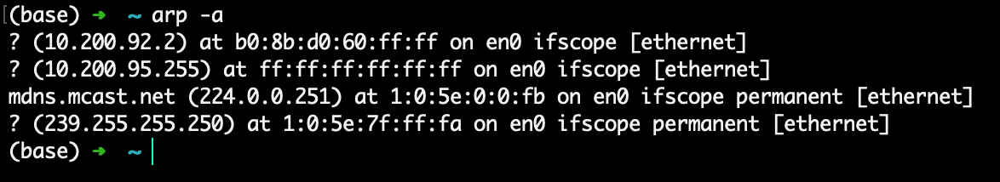 (base) ➜ ~ arp -a
? (10.200.92.2) at b0:8b:d0:60:ff:ff on en0 ifscope [ethernet]
? (10.200.95.255) at ff:ff:ff:ff:ff:ff on en0 ifscope [ethernet]
mdns.mcast.net (224.0.0.251) at 1:0:5e:0:0:fb on en0 ifscope permanent [ethernet]
? (239.255.255.250) at 1:0:5e:7f:ff:fa on en0 ifscope permanent [ethernet]
(base) ➜ ~